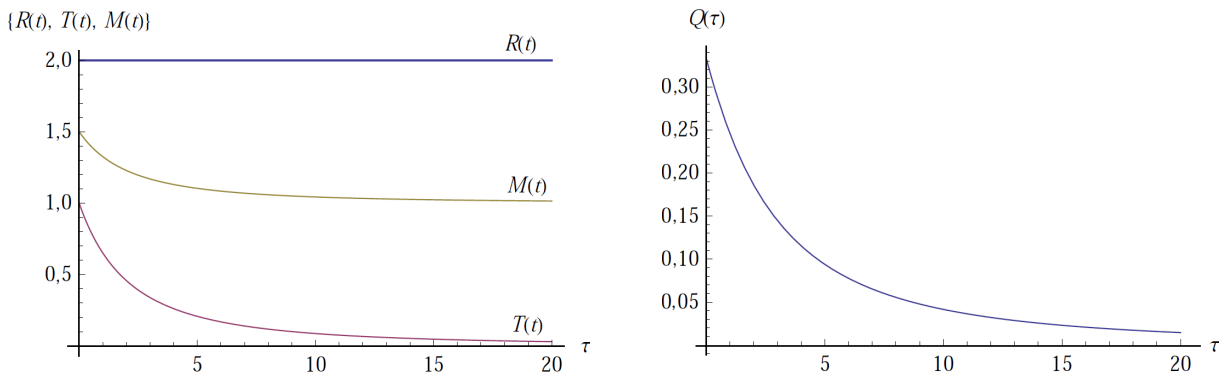 {R(t), T(t), M(t)}
R(t)
2,0
1,5
M(t)
1,0
0,5
T(t)
5 10 15 20 τ
Q(τ)
0,30
0,25
0,20
0,15
0,10
0,05
5 10 15 20 τ